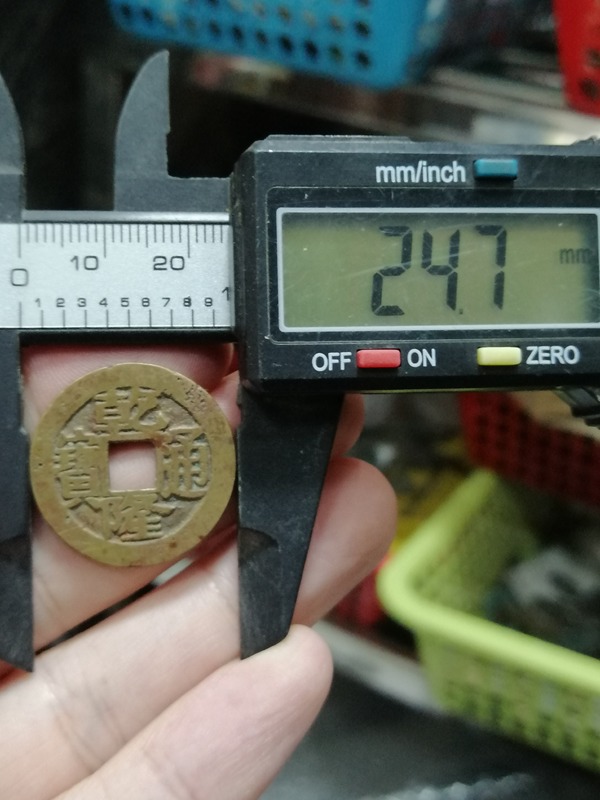 mm/inch
24.7 mm
0 10 20
1 2 3 4 5 6 7 8 9 1
OFF ON ZERO
乾隆通寳